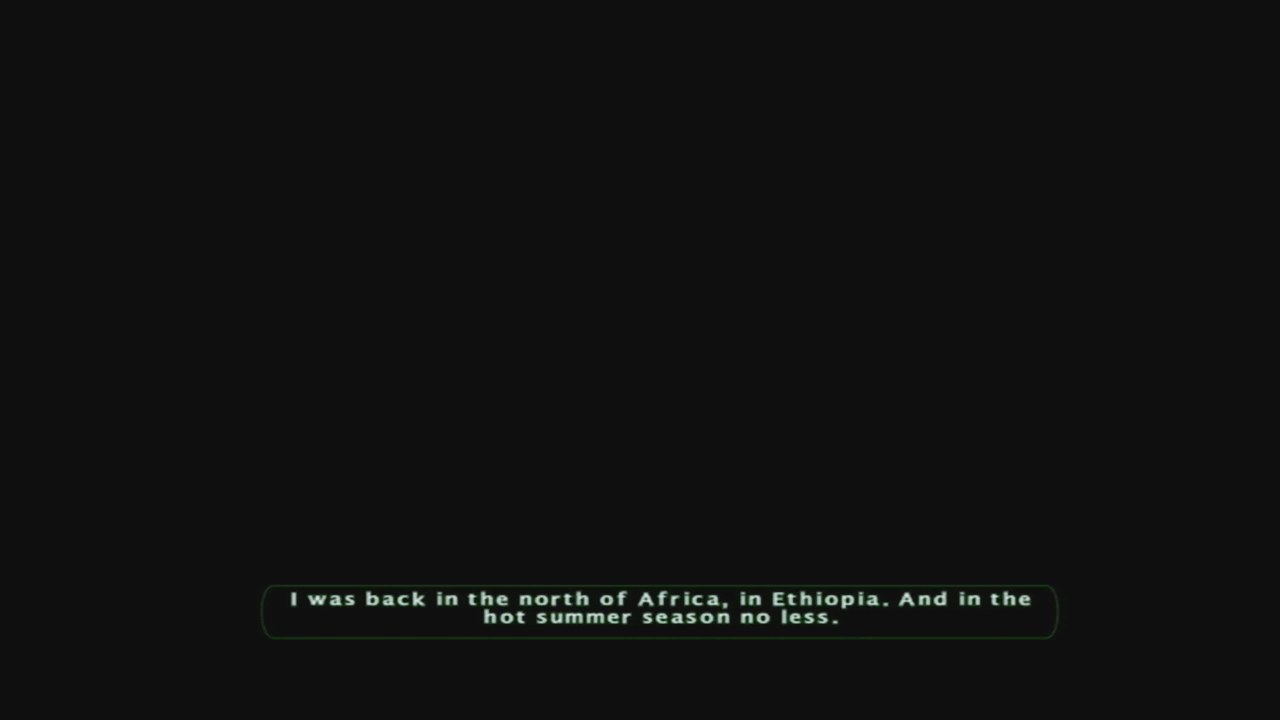 I was back in the north of Africa, in Ethiopia. And in the
hot summer season no less.